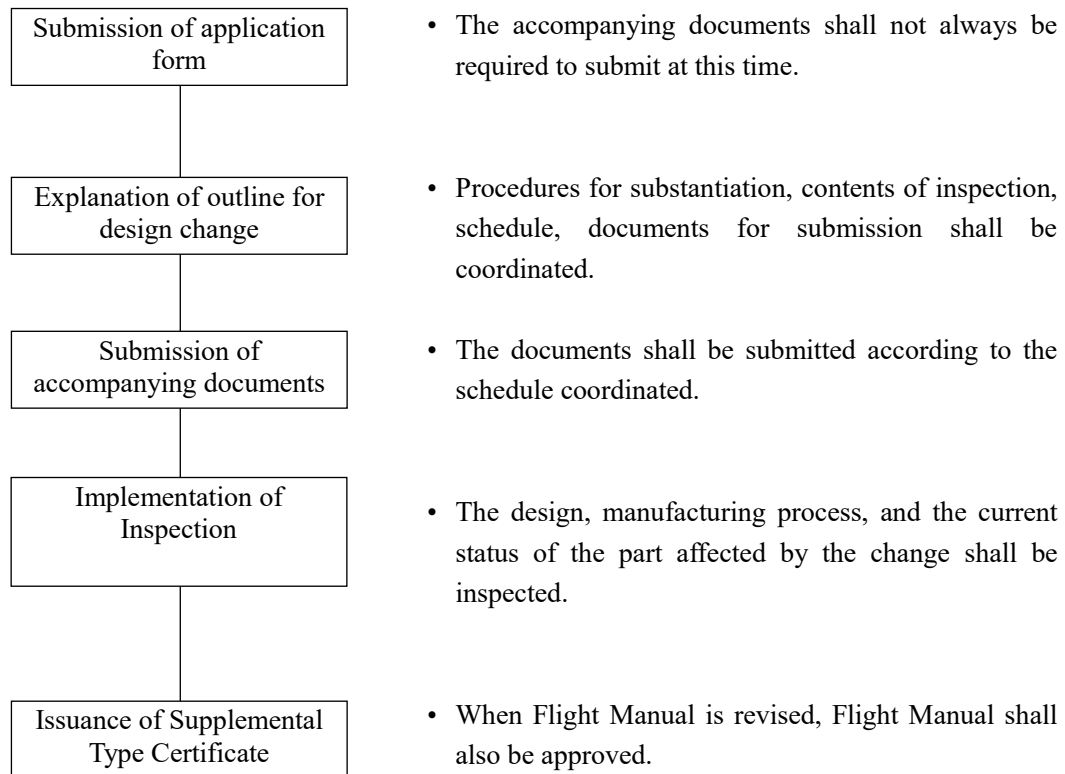 Submission of application
form
• The accompanying documents shall not always be
required to submit at this time.
Explanation of outline for
design change
• Procedures for substantiation, contents of inspection,
schedule, documents for submission shall be
coordinated.
Submission of
accompanying documents
• The documents shall be submitted according to the
schedule coordinated.
Implementation of
Inspection
• The design, manufacturing process, and the current
status of the part affected by the change shall be
inspected.
Issuance of Supplemental
Type Certificate
• When Flight Manual is revised, Flight Manual shall
also be approved.